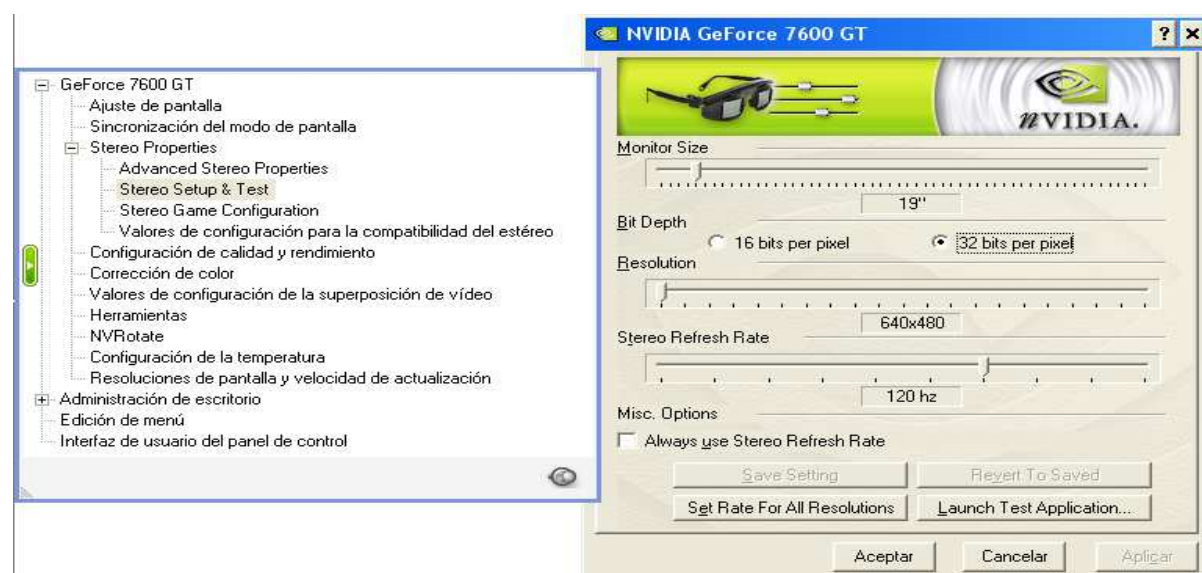 GeForce 7600 GT
Ajuste de pantalla
Sincronización del modo de pantalla
Stereo Properties
Advanced Stereo Properties
Stereo Setup & Test
Stereo Game Configuration
Valores de configuración para la compatibilidad del estéreo
Configuración de calidad y rendimiento
Corrección de color
Valores de configuración de la superposición de vídeo
Herramientas
NVRotate
Configuración de la temperatura
Resoluciones de pantalla y velocidad de actualización
Administración de escritorio
Edición de menú
Interfaz de usuario del panel de control
NVIDIA GeForce 7600 GT
nVIDIA.
Monitor Size
19''
Bit Depth
16 bits per pixel 32 bits per pixel
Resolution
640x480
Stereo Refresh Rate
120 hz
Misc. Options
Always use Stereo Refresh Rate
Save Setting Revert To Saved
Set Rate For All Resolutions Launch Test Application...
Aceptar Cancelar Aplicar